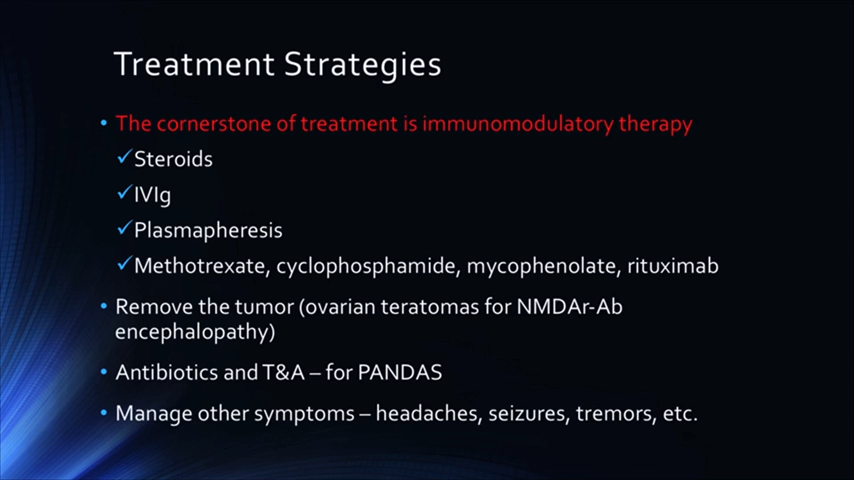 Treatment Strategies
• The cornerstone of treatment is immunomodulatory therapy
✓Steroids
✓IVIg
✓Plasmapheresis
✓Methotrexate, cyclophosphamide, mycophenolate, rituximab
• Remove the tumor (ovarian teratomas for NMDAr-Ab
encephalopathy)
• Antibiotics and T&A – for PANDAS
• Manage other symptoms – headaches, seizures, tremors, etc.